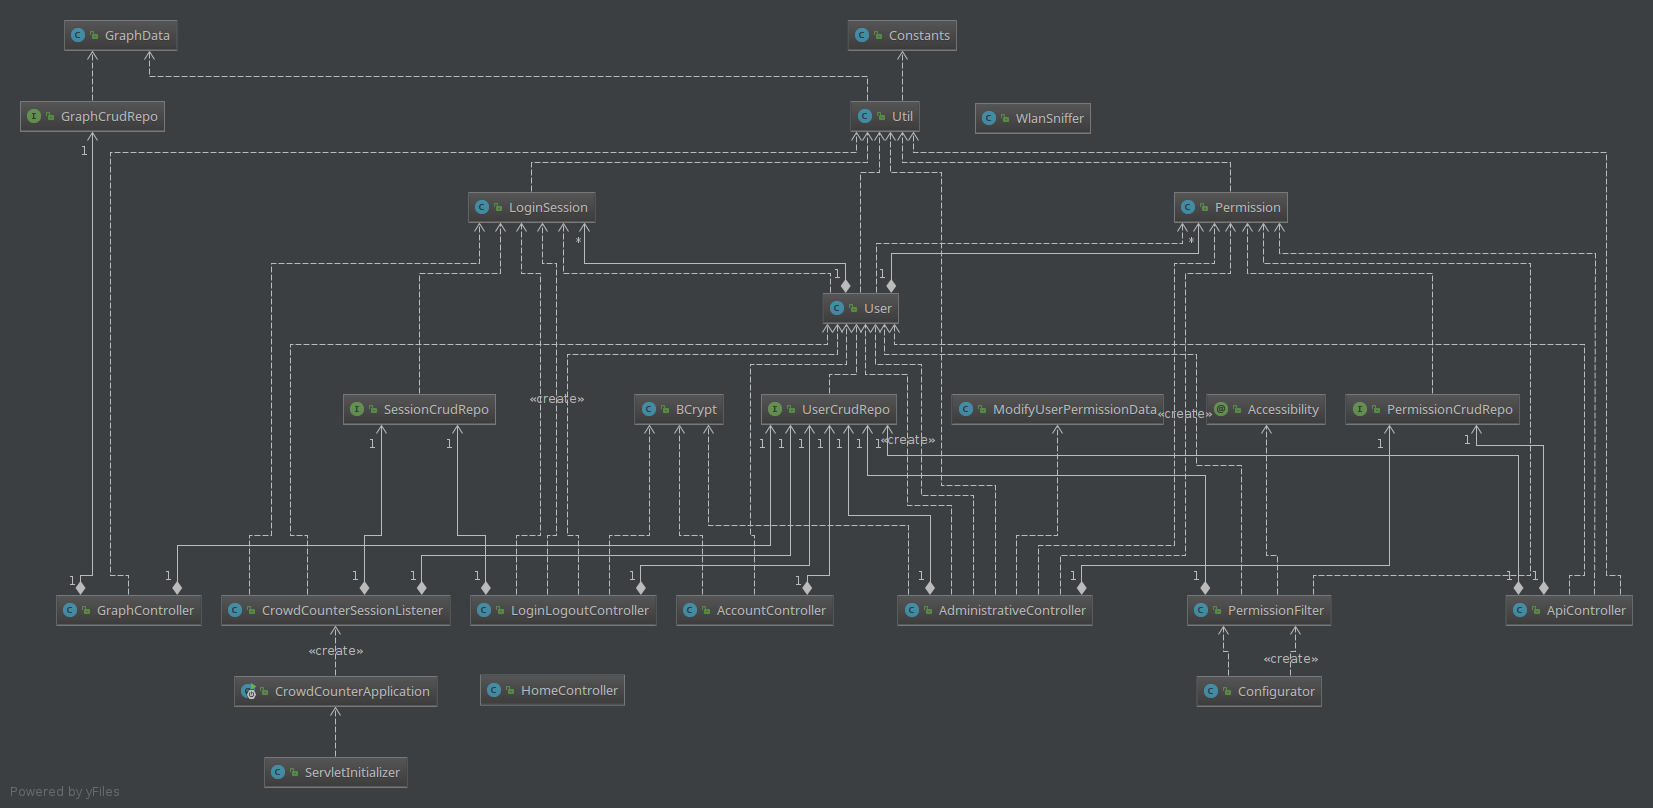 GraphData
Constants
GraphCrudRepo
Util
WlanSniffer
1
LoginSession
Permission
*
*
1
1
User
«create»
SessionCrudRepo
BCrypt
UserCrudRepo
ModifyUserPermissionData
«create»
Accessibility
PermissionCrudRepo
1
1
1
1
1
1
1
1
1
«create»
1
1
1
1
1
1
1
1
1
1
1
1
1
1
GraphController
CrowdCounterSessionListener
LoginLogoutController
AccountController
AdministrativeController
PermissionFilter
ApiController
«create»
«create»
CrowdCounterApplication
HomeController
Configurator
ServletInitializer
Powered by yFiles